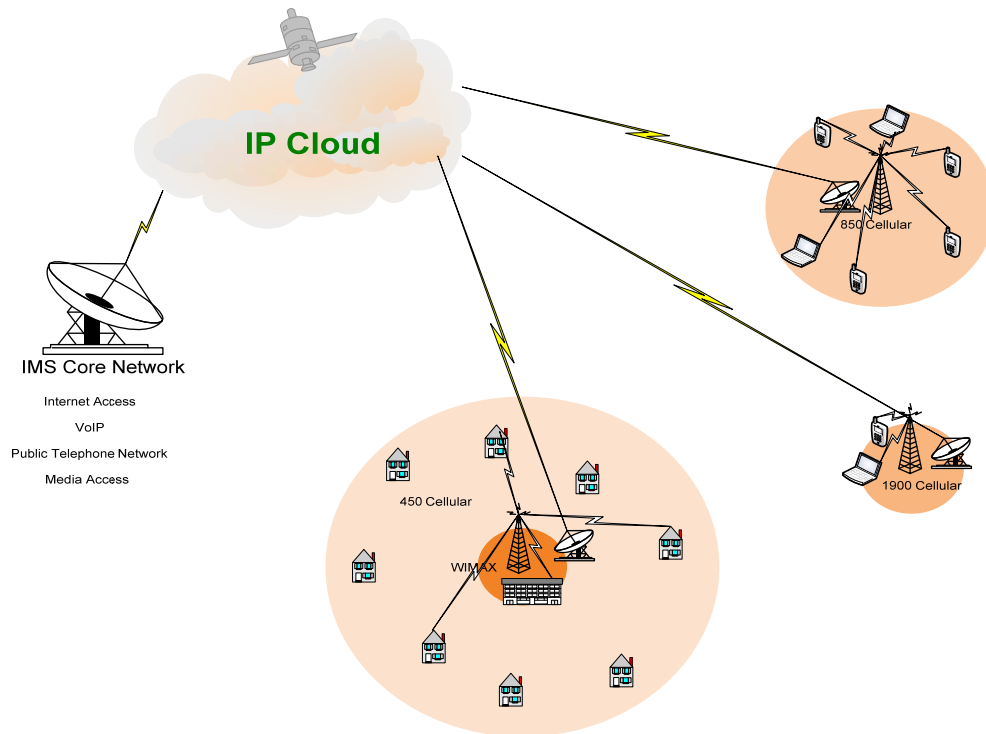 IP Cloud
850 Cellular
IMS Core Network
Internet Access
VoIP
Public Telephone Network
Media Access
1900 Cellular
450 Cellular
WIMAX